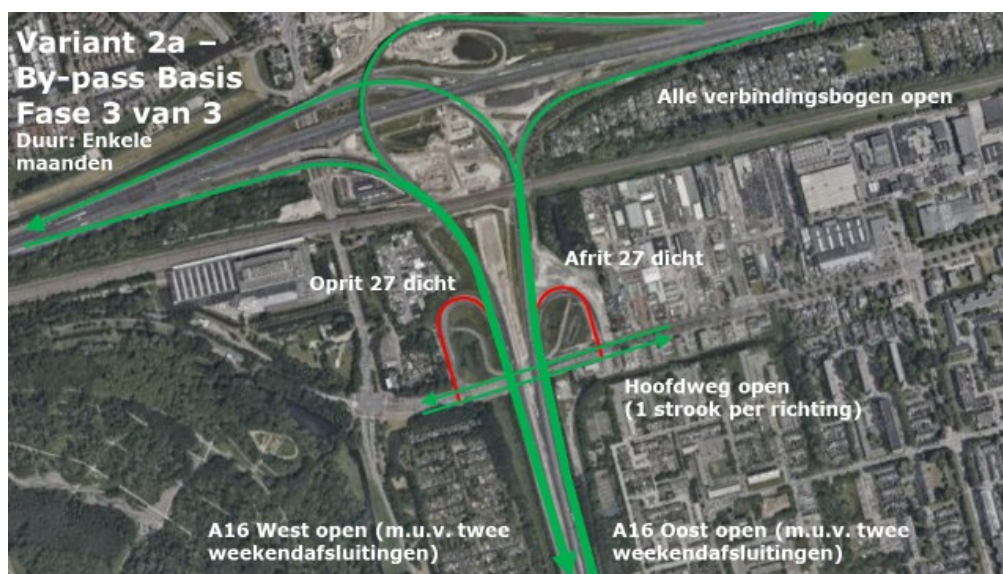 Variant 2a –
By-pass Basis
Fase 3 van 3
Duur: Enkele
maanden
Alle verbindingsbogen open
Afrit 27 dicht
Oprit 27 dicht
Hoofdweg open
(1 strook per richting)
A16 West open (m.u.v. twee
weekendafsluitingen)
A16 Oost open (m.u.v. twee
weekendafsluitingen)